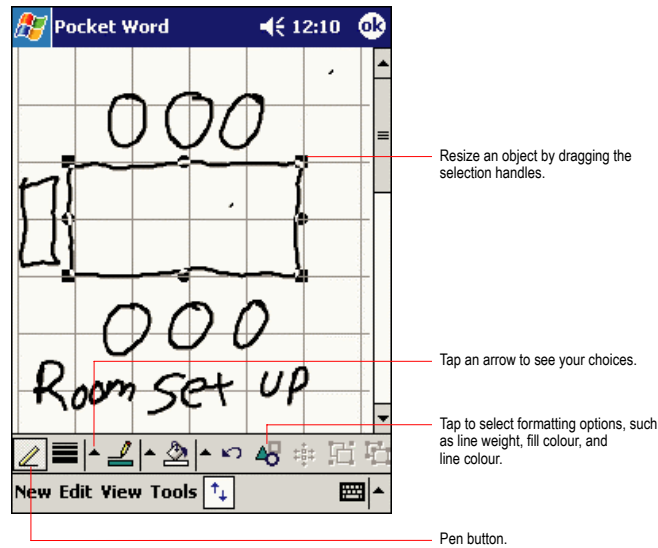 Pocket Word 12:10 ok
Resize an object by dragging the
selection handles.
Room set up
Tap an arrow to see your choices.
Tap to select formatting options, such
as line weight, fill colour, and
line colour.
New Edit View Tools
Pen button.